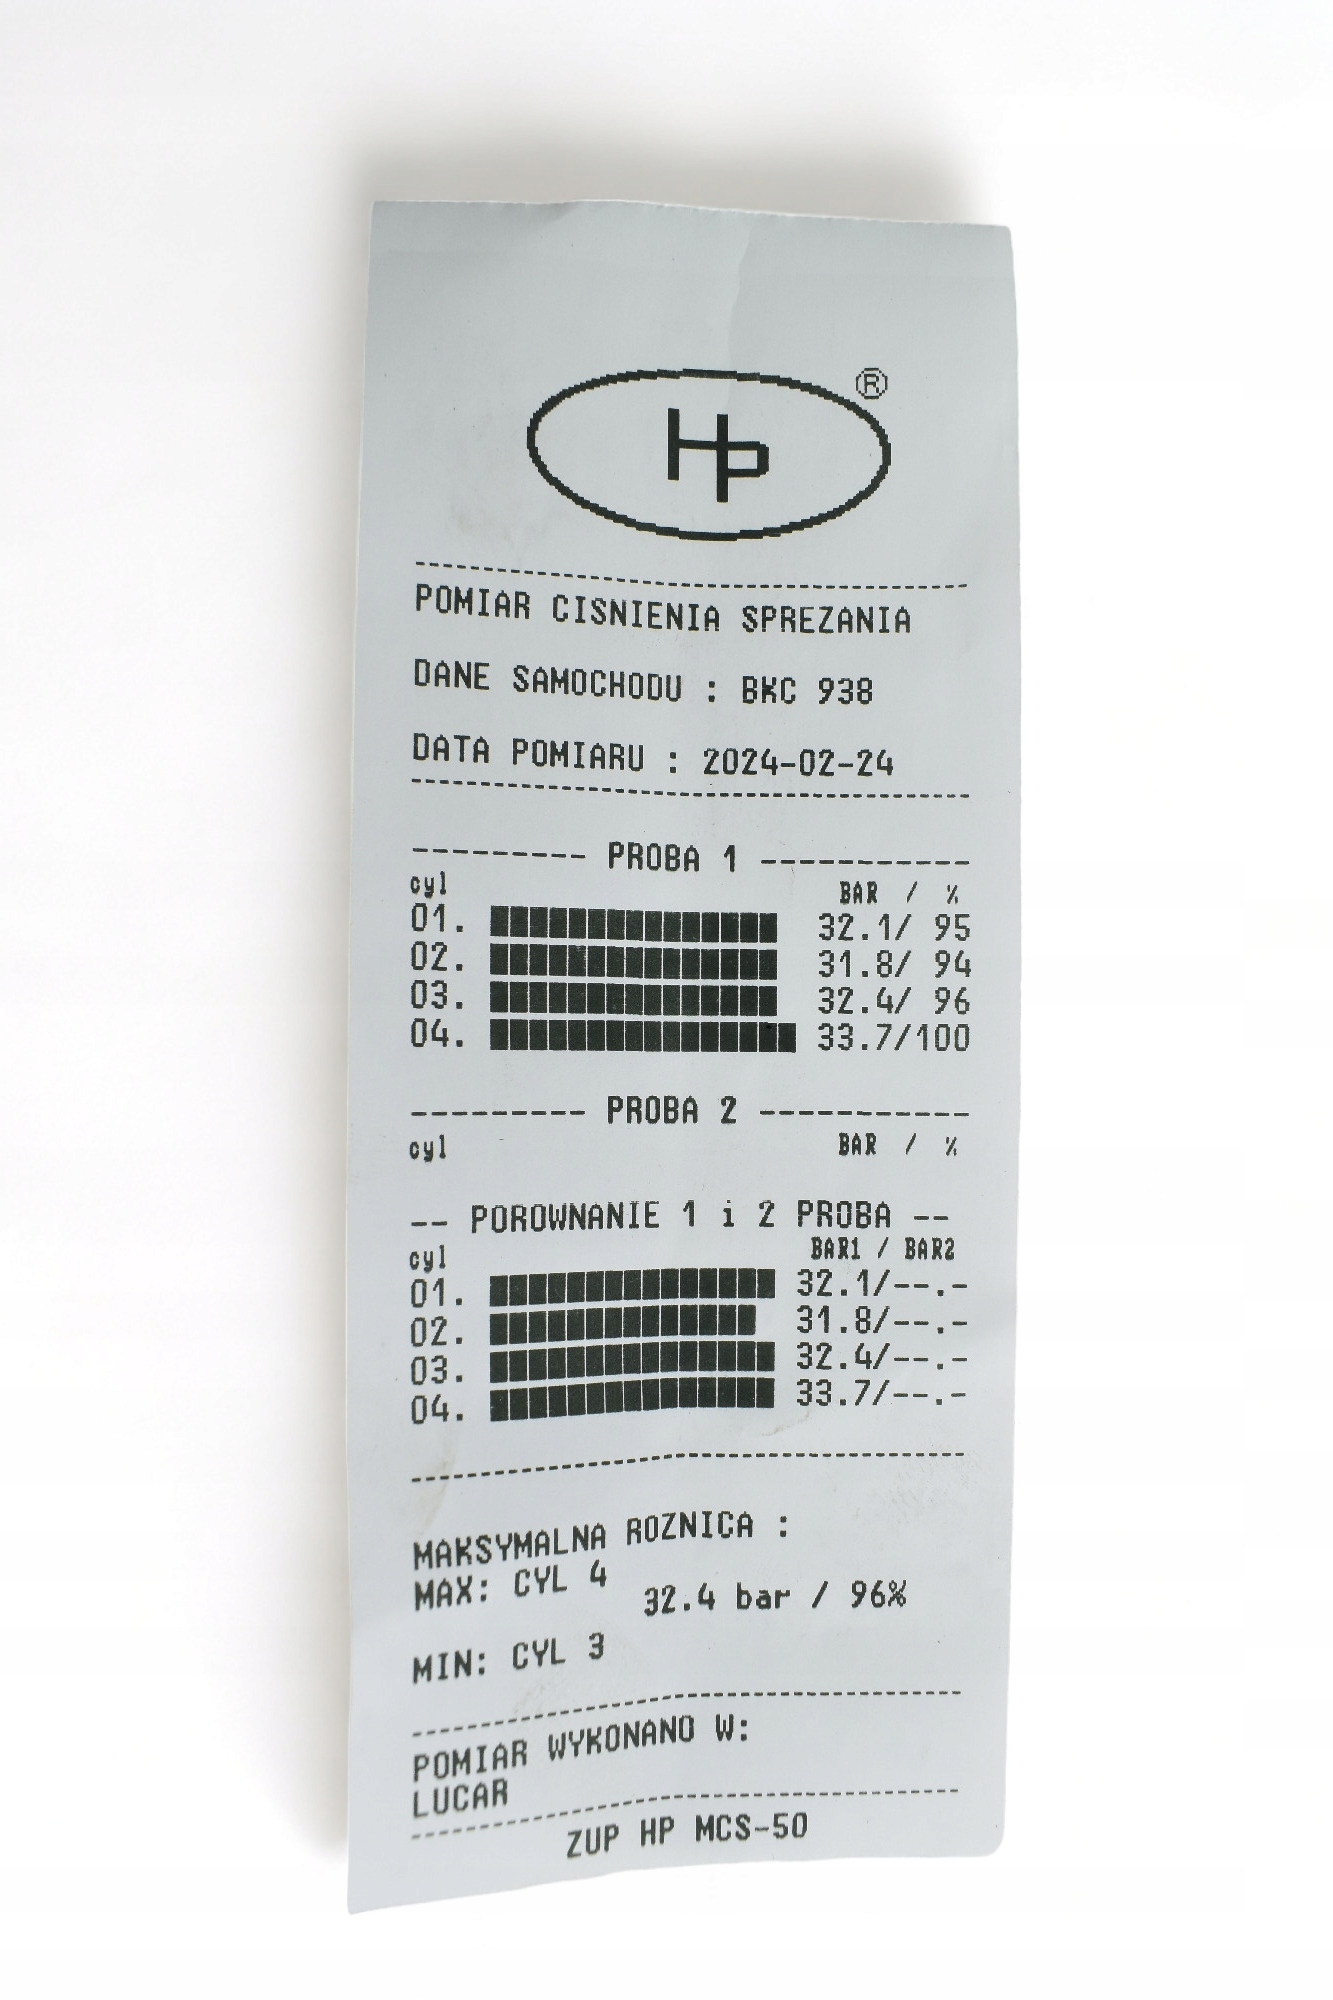 HP ®
POMIAR CISNIENIA SPREZANIA
DANE SAMOCHODU : BKC 938
DATA POMIARU : 2024-02-24
--------- PROBA 1 -----------
cyl BAR / %
01. 32.1/ 95
02. 31.8/ 94
03. 32.4/ 96
04. 33.7/100
--------- PROBA 2 -----------
cyl BAR / %
-- POROWNANIE 1 i 2 PROBA --
cyl BAR1 / BAR2
01. 32.1/--.-
02. 31.8/--.-
03. 32.4/--.-
04. 33.7/--.-
MAKSYMALNA ROZNICA :
MAX: CYL 4
32.4 bar / 96%
MIN: CYL 3
POMIAR WYKONANO W:
LUCAR
ZUP HP MCS-50